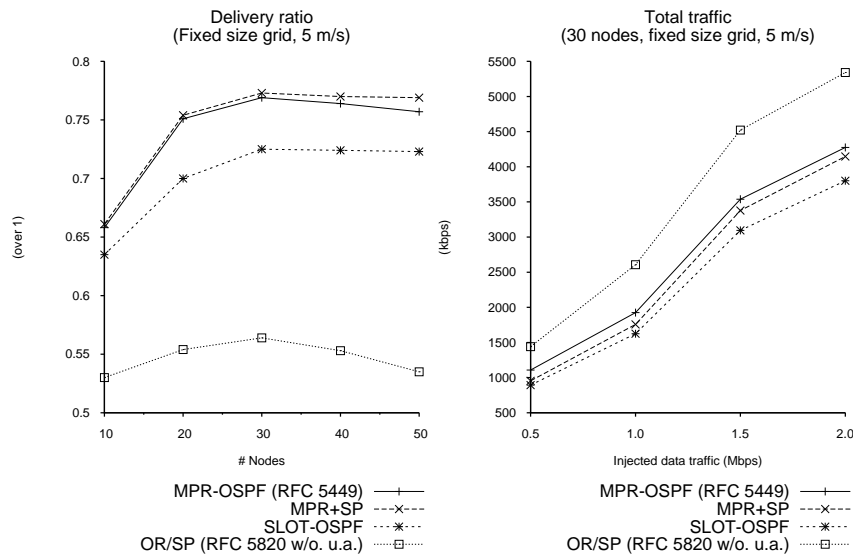 Delivery ratio
(Fixed size grid, 5 m/s)
0.8
0.75
0.7
0.65
0.6
0.55
0.5
(over 1)
10 20 30 40 50
# Nodes
MPR-OSPF (RFC 5449)
MPR+SP
SLOT-OSPF
OR/SP (RFC 5820 w/o. u.a.)
Total traffic
(30 nodes, fixed size grid, 5 m/s)
5500
5000
4500
4000
3500
3000
2500
2000
1500
1000
500
(kbps)
0.5 1.0 1.5 2.0
Injected data traffic (Mbps)
MPR-OSPF (RFC 5449)
MPR+SP
SLOT-OSPF
OR/SP (RFC 5820 w/o. u.a.)